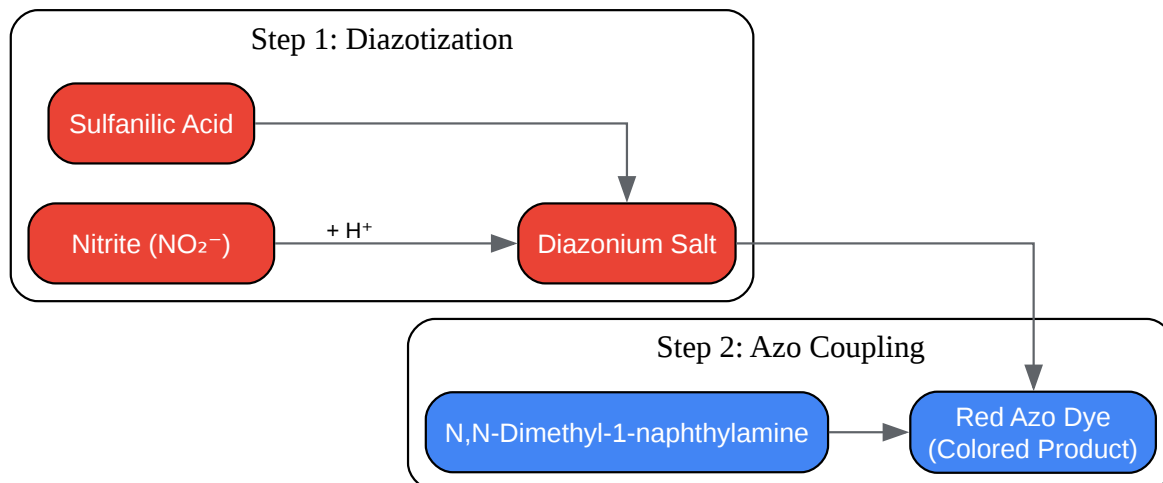 Step 1: Diazotization
Sulfanilic Acid
Nitrite (NO₂⁻)
+ H⁺
Diazonium Salt
Step 2: Azo Coupling
N,N-Dimethyl-1-naphthylamine
Red Azo Dye
(Colored Product)